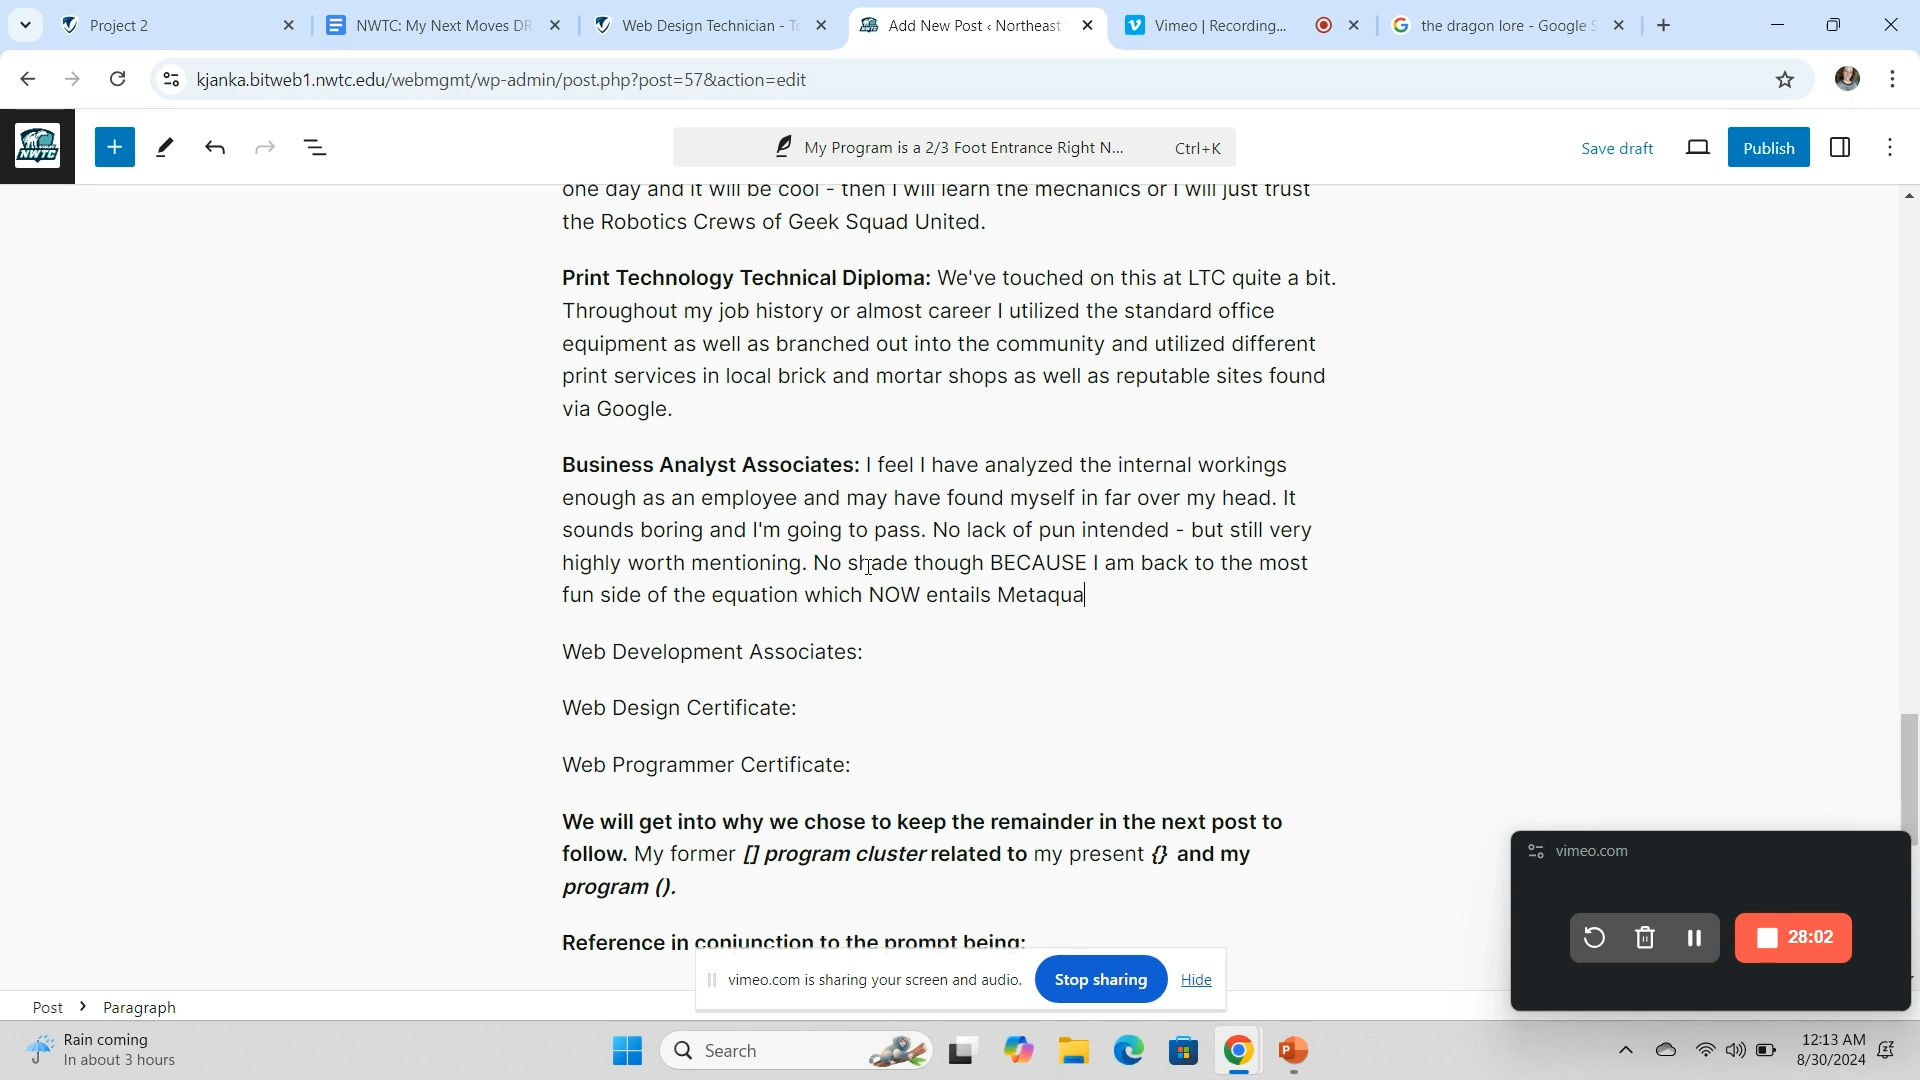 Project 2
NWTC: My Next Moves DR
Web Design Technician - To
Add New Post ‹ Northeast
Vimeo | Recording...
the dragon lore - Google S
kjanka.bitweb1.nwtc.edu/webmgmt/wp-admin/post.php?post=57&action=edit
NWTC
My Program is a 2/3 Foot Entrance Right N...
Ctrl+K
Save draft
Publish
one day and it will be cool - then I will learn the mechanics or I will just trust
the Robotics Crews of Geek Squad United.
Print Technology Technical Diploma: We've touched on this at LTC quite a bit.
Throughout my job history or almost career I utilized the standard office
equipment as well as branched out into the community and utilized different
print services in local brick and mortar shops as well as reputable sites found
via Google.
Business Analyst Associates: I feel I have analyzed the internal workings
enough as an employee and may have found myself in far over my head. It
sounds boring and I'm going to pass. No lack of pun intended - but still very
highly worth mentioning. No shade though BECAUSE I am back to the most
fun side of the equation which NOW entails Metaqua
Web Development Associates:
Web Design Certificate:
Web Programmer Certificate:
We will get into why we chose to keep the remainder in the next post to
follow. My former [] program cluster related to my present {} and my
program ().
Reference in conjunction to the prompt being:
vimeo.com
28:02
vimeo.com is sharing your screen and audio.
Stop sharing
Hide
Post
Paragraph
Rain coming
In about 3 hours
Search
12:13 AM
8/30/2024